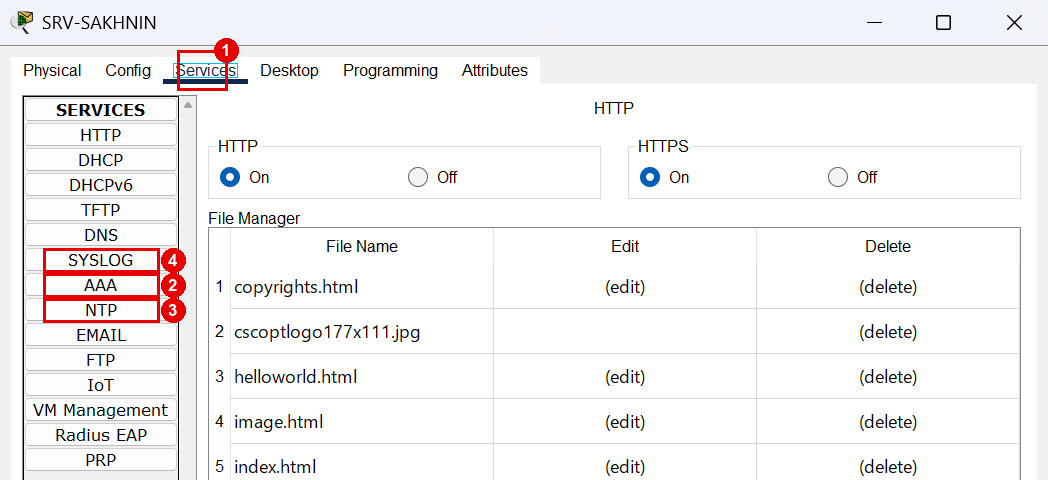 SRV-SAKHNIN
1
Physical Config Services Desktop Programming Attributes
SERVICES
HTTP
DHCP
DHCPv6
TFTP
DNS
SYSLOG 4
AAA 2
NTP 3
EMAIL
FTP
IoT
VM Management
Radius EAP
PRP
HTTP
HTTP
On Off
HTTPS
On Off
File Manager
File Name Edit Delete
1 copyrights.html (edit) (delete)
2 cscoptlogo177x111.jpg (delete)
3 helloworld.html (edit) (delete)
4 image.html (edit) (delete)
5 index.html (edit) (delete)